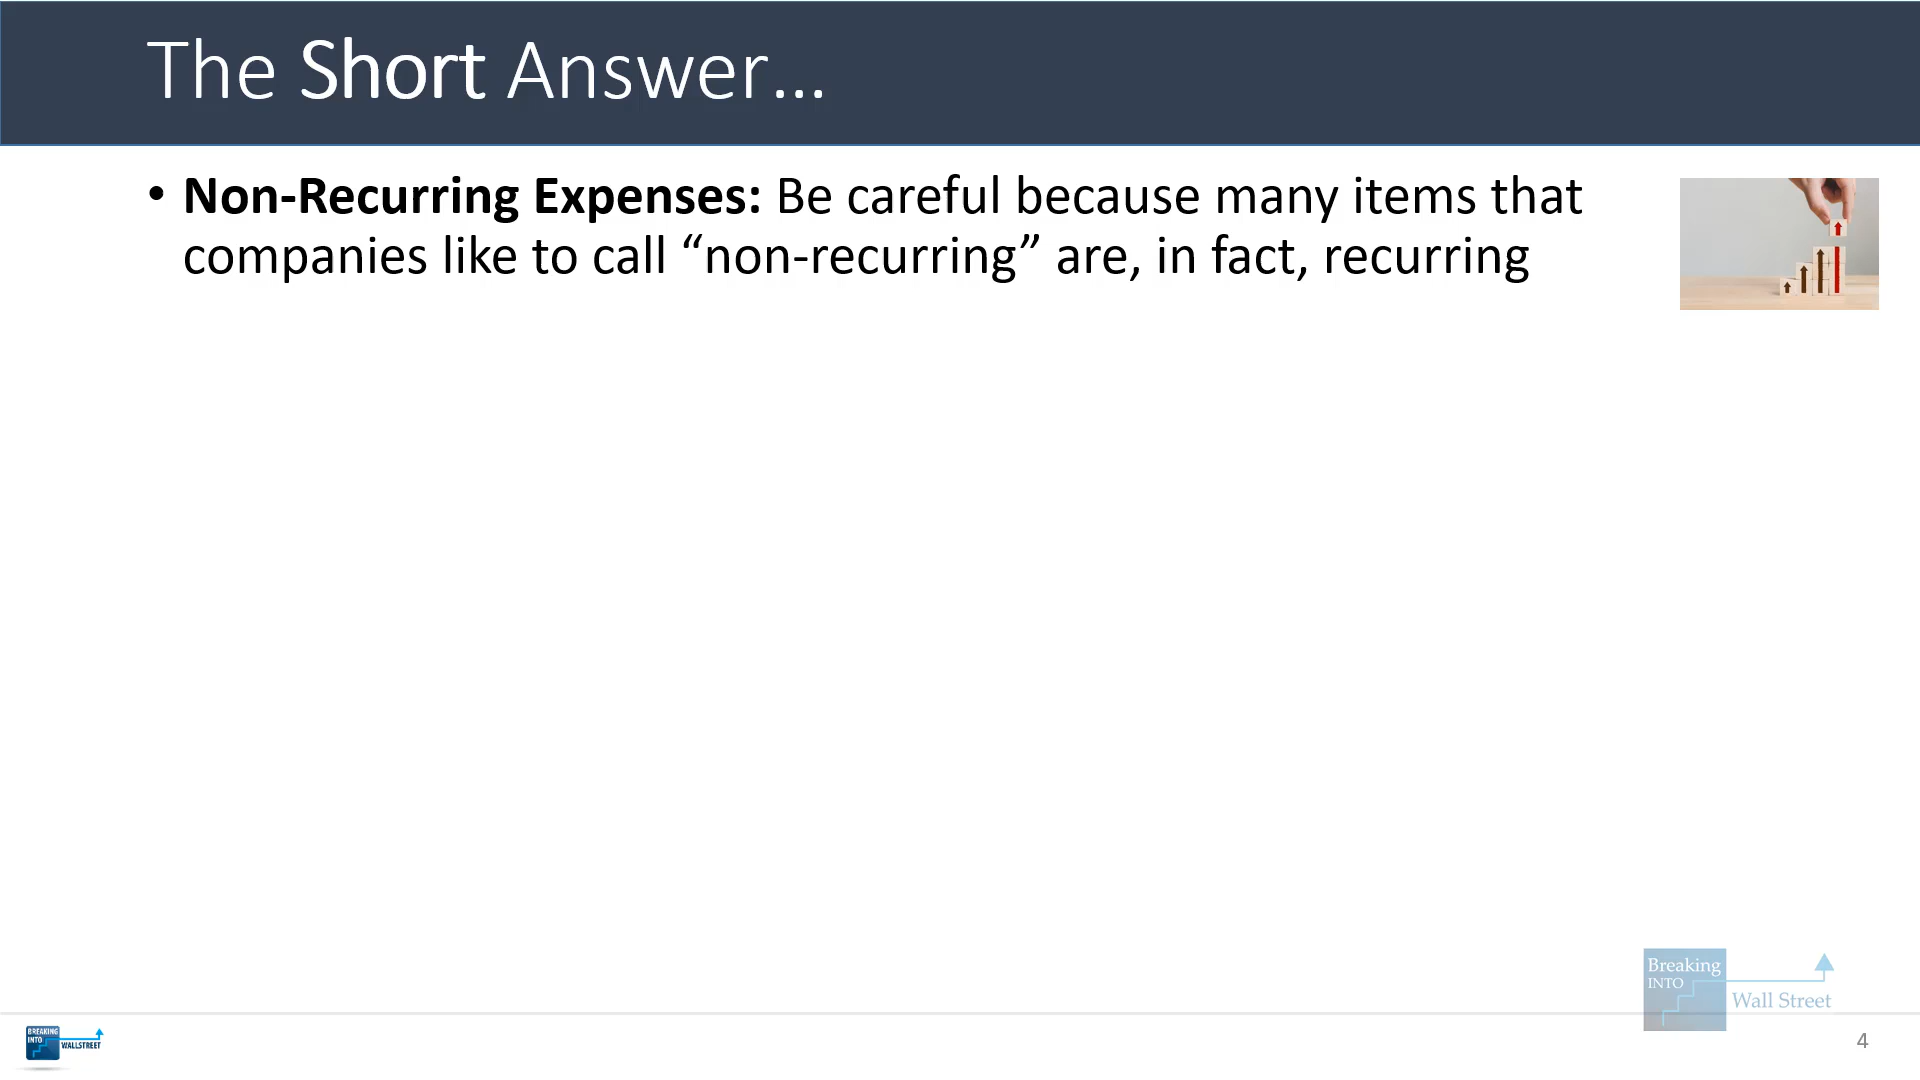 The Short Answer…
• Non-Recurring Expenses: Be careful because many items that
companies like to call “non-recurring” are, in fact, recurring
Breaking
INTO
Wall Street
BREAKING
INTO
WALLSTREET
4